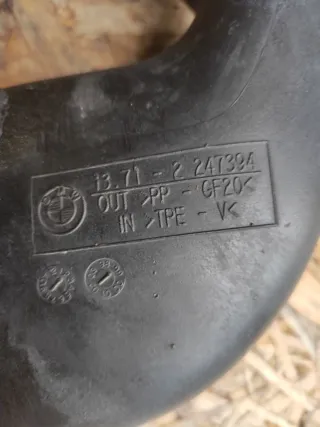 13.71 - 2 247394
OUT >PP - GF20<
IN >TPE - V<